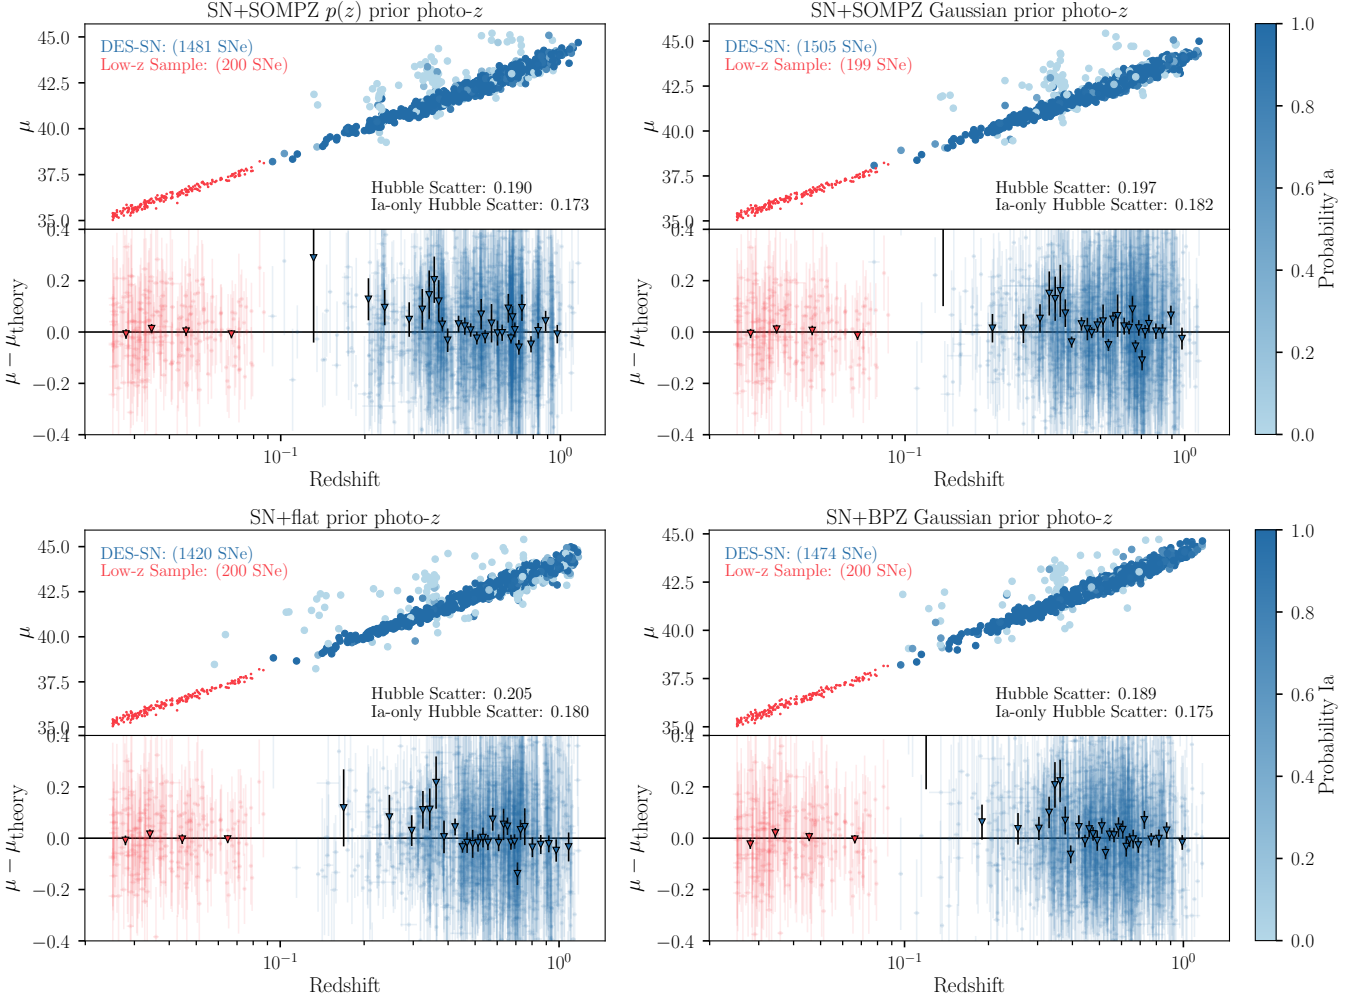 SN+SOMPZ p(z) prior photo-z
45.0
42.5
40.0
37.5
35.0
μ
DES-SN: (1481 SNe)
Low-z Sample: (200 SNe)
Hubble Scatter: 0.190
Ia-only Hubble Scatter: 0.173
0.4
0.2
0.0
−0.2
−0.4
μ − μtheory
10⁻¹
10⁰
Redshift
SN+SOMPZ Gaussian prior photo-z
45.0
42.5
40.0
37.5
35.0
μ
DES-SN: (1505 SNe)
Low-z Sample: (199 SNe)
Hubble Scatter: 0.197
Ia-only Hubble Scatter: 0.182
0.4
0.2
0.0
−0.2
−0.4
μ − μtheory
10⁻¹
10⁰
Redshift
1.0
0.8
0.6
0.4
0.2
0.0
Probability Ia
SN+flat prior photo-z
45.0
42.5
40.0
37.5
35.0
μ
DES-SN: (1420 SNe)
Low-z Sample: (200 SNe)
Hubble Scatter: 0.205
Ia-only Hubble Scatter: 0.180
0.4
0.2
0.0
−0.2
−0.4
μ − μtheory
10⁻¹
10⁰
Redshift
SN+BPZ Gaussian prior photo-z
45.0
42.5
40.0
37.5
35.0
μ
DES-SN: (1474 SNe)
Low-z Sample: (200 SNe)
Hubble Scatter: 0.189
Ia-only Hubble Scatter: 0.175
0.4
0.2
0.0
−0.2
−0.4
μ − μtheory
10⁻¹
10⁰
Redshift
1.0
0.8
0.6
0.4
0.2
0.0
Probability Ia